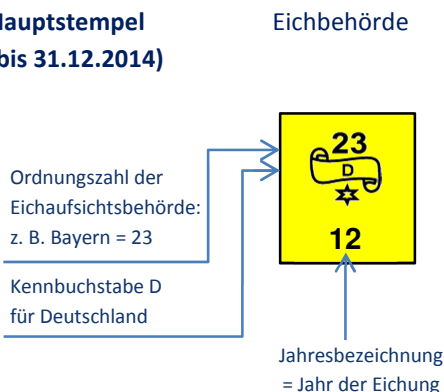 Hauptstempel
(bis 31.12.2014)
Eichbehörde
23
D
12
Ordnungszahl der
Eichaufsichtsbehörde:
z. B. Bayern = 23
Kennbuchstabe D
für Deutschland
Jahresbezeichnung
= Jahr der Eichung